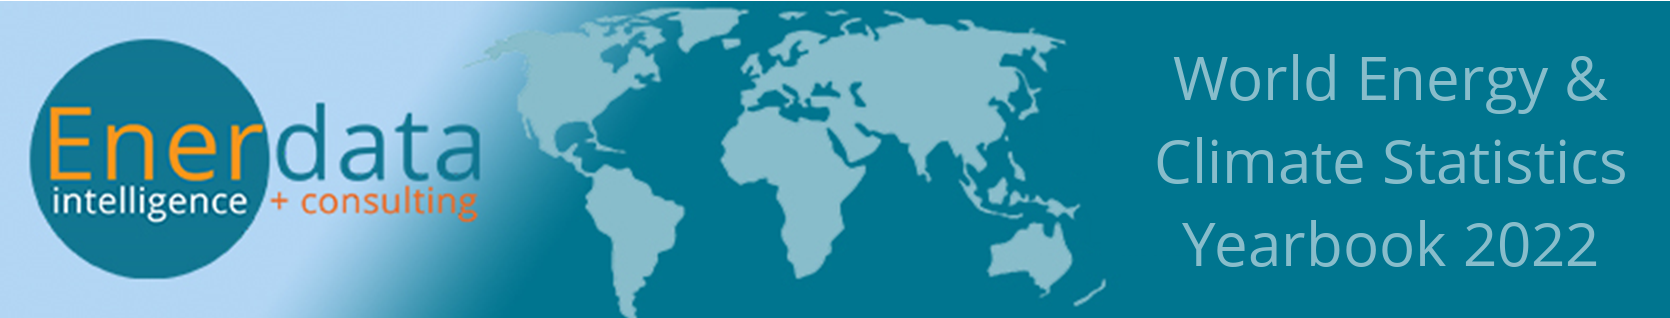 Enerdata
intelligence + consulting
World Energy &
Climate Statistics
Yearbook 2022